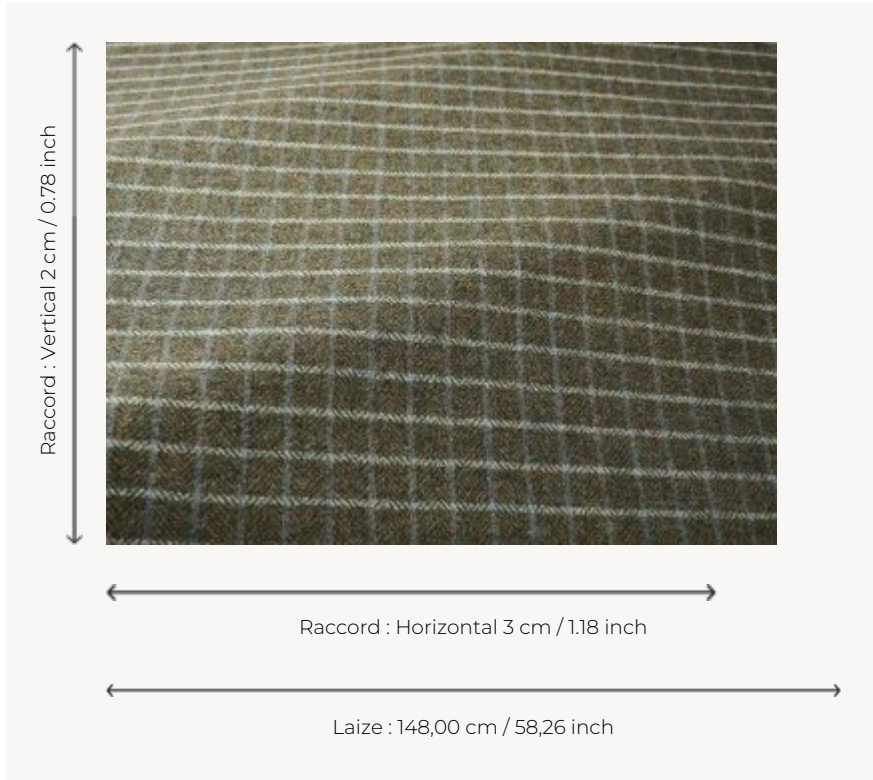 Raccord : Vertical 2 cm / 0.78 inch
Raccord : Horizontal 3 cm / 1.18 inch
Laize : 148,00 cm / 58,26 inch